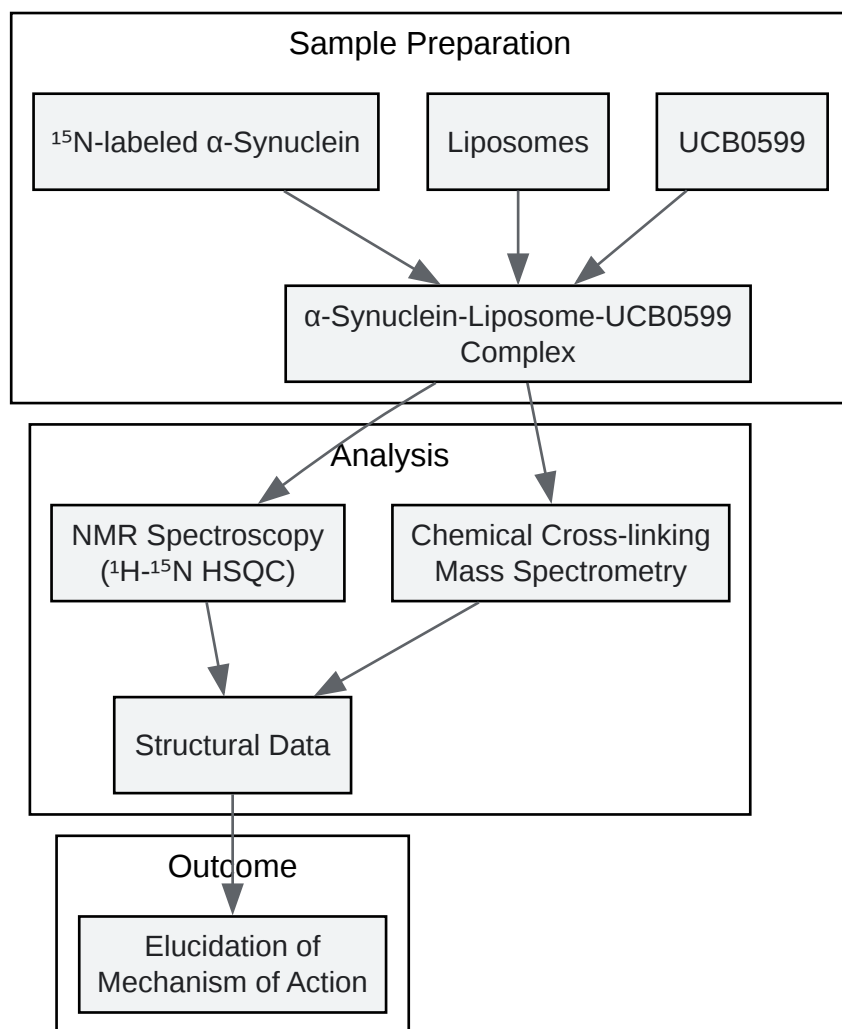 Sample Preparation
¹⁵N-labeled α-Synuclein
Liposomes
UCB0599
α-Synuclein-Liposome-UCB0599
Complex
Analysis
NMR Spectroscopy
(¹H-¹⁵N HSQC)
Chemical Cross-linking
Mass Spectrometry
Structural Data
Outcome
Elucidation of
Mechanism of Action